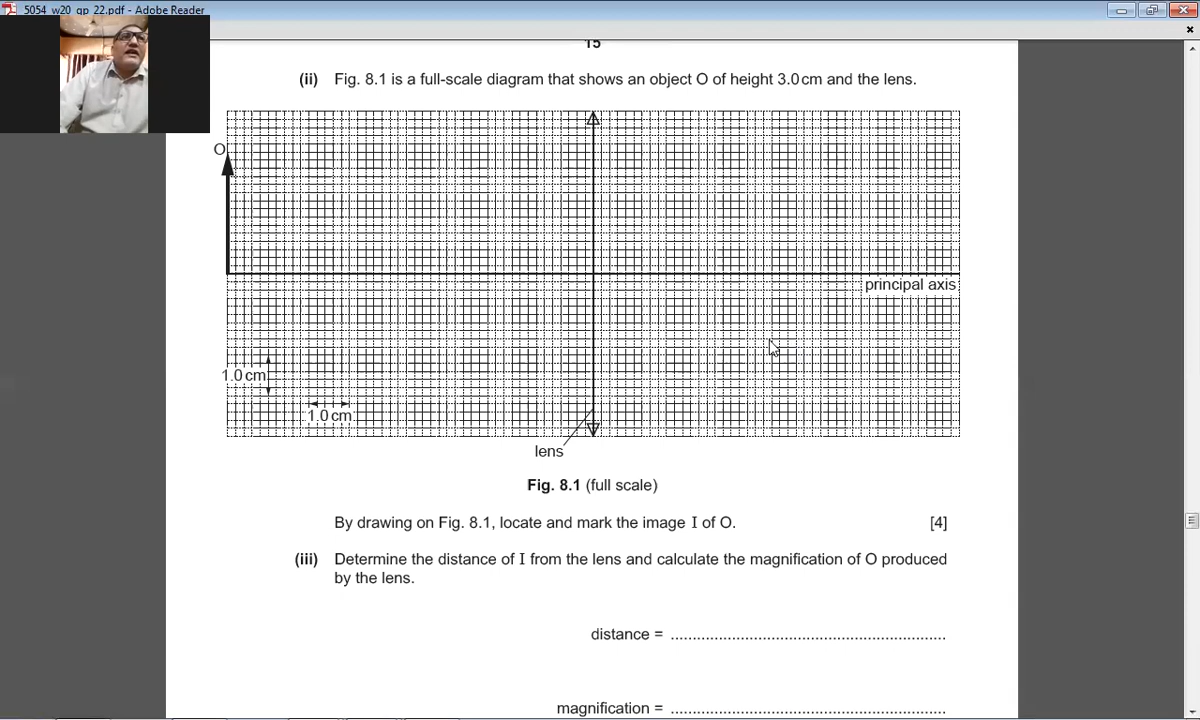 5054_w20_qp_22.pdf - Adobe Reader
15
(ii) Fig. 8.1 is a full-scale diagram that shows an object O of height 3.0 cm and the lens.
O
principal axis
1.0 cm
1.0 cm
lens
Fig. 8.1 (full scale)
By drawing on Fig. 8.1, locate and mark the image I of O. [4]
(iii) Determine the distance of I from the lens and calculate the magnification of O produced
by the lens.
distance = ...............................................................
magnification = ...............................................................